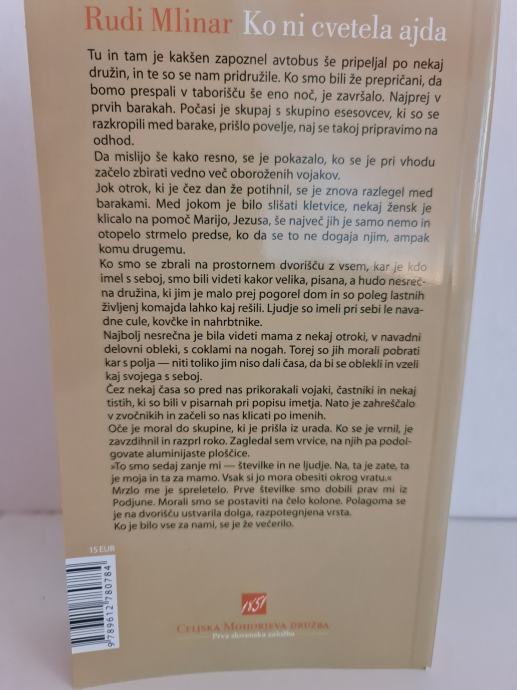 Rudi Mlinar Ko ni cvetela ajda
Tu in tam je kakšen zapoznel avtobus še pripeljal po nekaj
družin, in te so se nam pridružile. Ko smo bili že prepričani, da
bomo prespali v taborišču še eno noč, je završalo. Najprej v
prvih barakah. Počasi je skupaj s skupino esesovcev, ki so se
razkropili med barake, prišlo povelje, naj se takoj pripravimo na
odhod.
Da mislijo še kako resno, se je pokazalo, ko se je pri vhodu
začelo zbirati vedno več oboroženih vojakov.
Jok otrok, ki je čez dan že potihnil, se je znova razlegel med
barakami. Med jokom je bilo slišati kletvice, nekaj žensk je
klicalo na pomoč Marijo, Jezusa, še največ jih je samo nemo in
otopelo strmelo predse, ko da se to ne dogaja njim, ampak
komu drugemu.
Ko smo se zbrali na prostornem dvorišču z vsem, kar je kdo
imel s seboj, smo bili videti kakor velika, pisana, a hudo nesreč-
na družina, ki jim je malo prej pogorel dom in so poleg lastnih
življenj komajda lahko kaj rešili. Ljudje so imeli pri sebi le nava-
dne cule, kovčke in nahrbtnike.
Najbolj nesrečna je bila videti mama z nekaj otroki, v navadni
delovni obleki, s coklami na nogah. Torej so jih morali pobrati
kar s polja — niti toliko jim niso dali časa, da bi se oblekli in vzeli
kaj svojega s seboj.
Čez nekaj časa so pred nas prikorakali vojaki, častniki in nekaj
tistih, ki so bili v pisarnah pri popisu imetja. Nato je zahreščalo
v zvočnikih in začeli so nas klicati po imenih.
Oče je moral do skupine, ki je prišla iz urada. Ko se je vrnil, je
zavzdihnil in razprl roko. Zagledal sem vrvice, na njih pa podol-
govate aluminijaste ploščice.
»To smo sedaj zanje mi — številke in ne ljudje. Na, ta je zate, ta
je moja in ta za mamo. Vsak si jo mora obesiti okrog vratu.«
Mrzlo me je spreletelo. Prve številke smo dobili prav mi iz
Podjune. Morali smo se postaviti na čelo kolone. Polagoma se
je na dvorišču ustvarila dolga, razpotegnjena vrsta.
Ko je bilo vse za nami, se je že večerilo.
15 EUR
9 789612 780784
1851
CELJSKA MOHORJEVA DRUŽBA
Prva slovenska založba